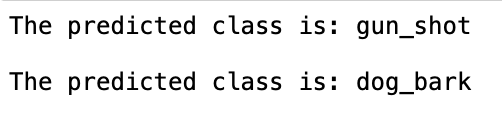 The predicted class is: gun_shot
The predicted class is: dog_bark